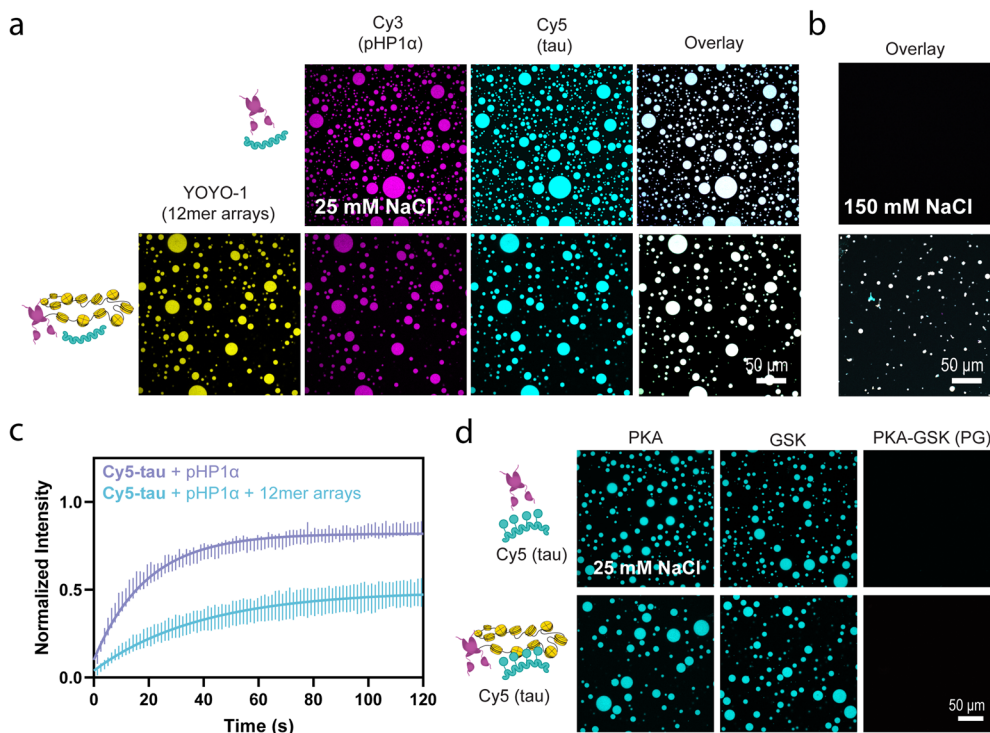 a
Cy3
(pHP1α)
Cy5
(tau)
Overlay
25 mM NaCl
YOYO-1
(12mer arrays)
50 µm
b
Overlay
150 mM NaCl
50 µm
c
Cy5-tau + pHP1α
Cy5-tau + pHP1α + 12mer arrays
Normalized Intensity
1.0
0.5
0.0
0
20
40
60
80
100
120
Time (s)
d
PKA
GSK
PKA-GSK (PG)
Cy5 (tau)
25 mM NaCl
Cy5 (tau)
50 µm